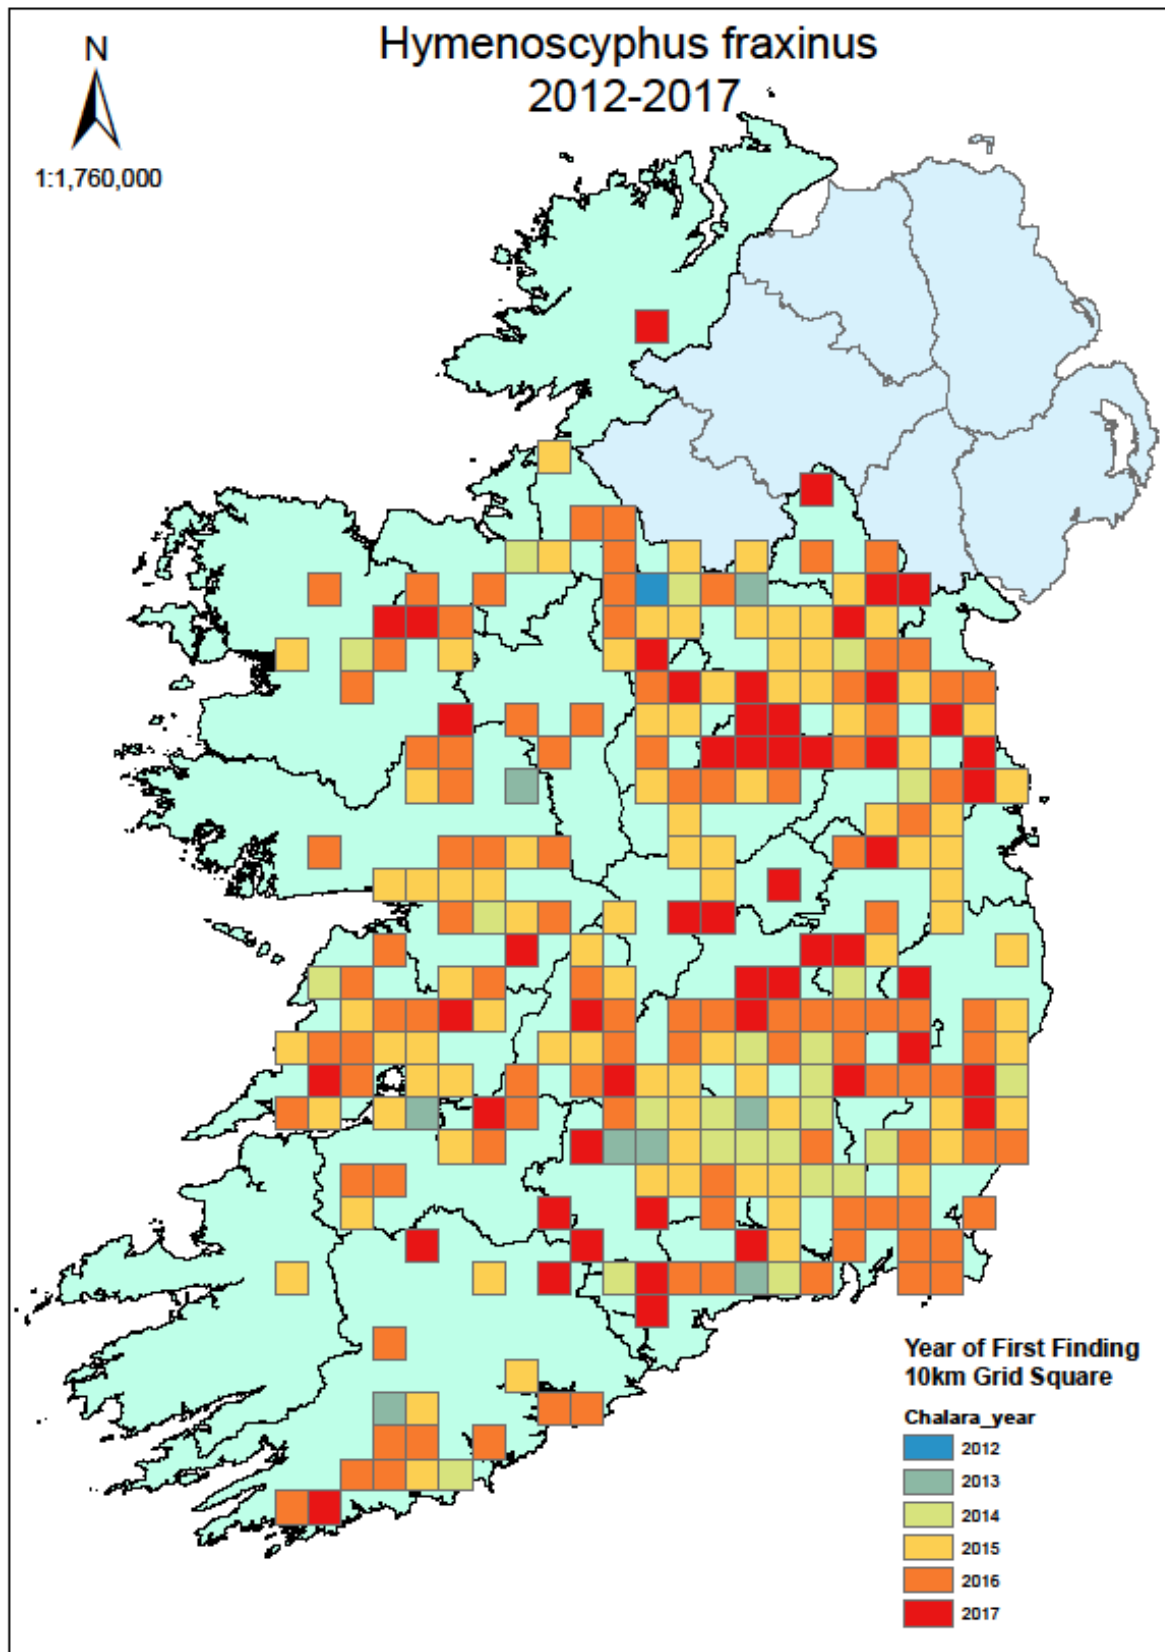 Hymenoscyphus fraxinus
2012-2017
N
1:1,760,000
Year of First Finding
10km Grid Square
Chalara_year
2012
2013
2014
2015
2016
2017